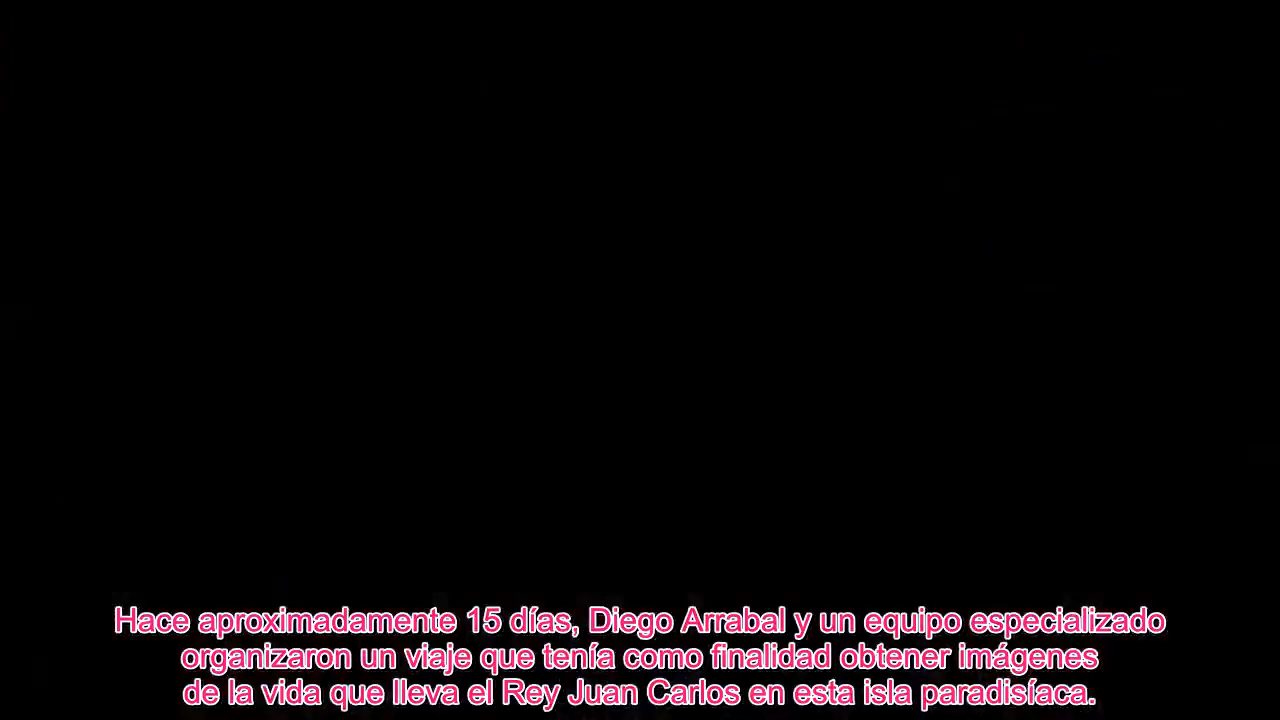 Hace aproximadamente 15 días, Diego Arrabal y un equipo especializado
organizaron un viaje que tenía como finalidad obtener imágenes
de la vida que lleva el Rey Juan Carlos en esta isla paradisíaca.